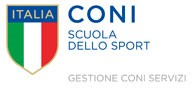 ITALIA
CONI
SCUOLA
DELLO SPORT
GESTIONE CONI SERVIZI